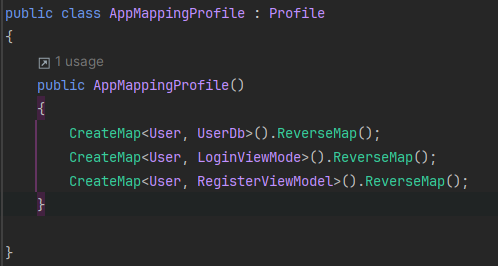 public class AppMappingProfile : Profile
{
1 usage
public AppMappingProfile()
{
CreateMap<User, UserDb>().ReverseMap();
CreateMap<User, LoginViewMode>().ReverseMap();
CreateMap<User, RegisterViewModel>().ReverseMap();
}
}